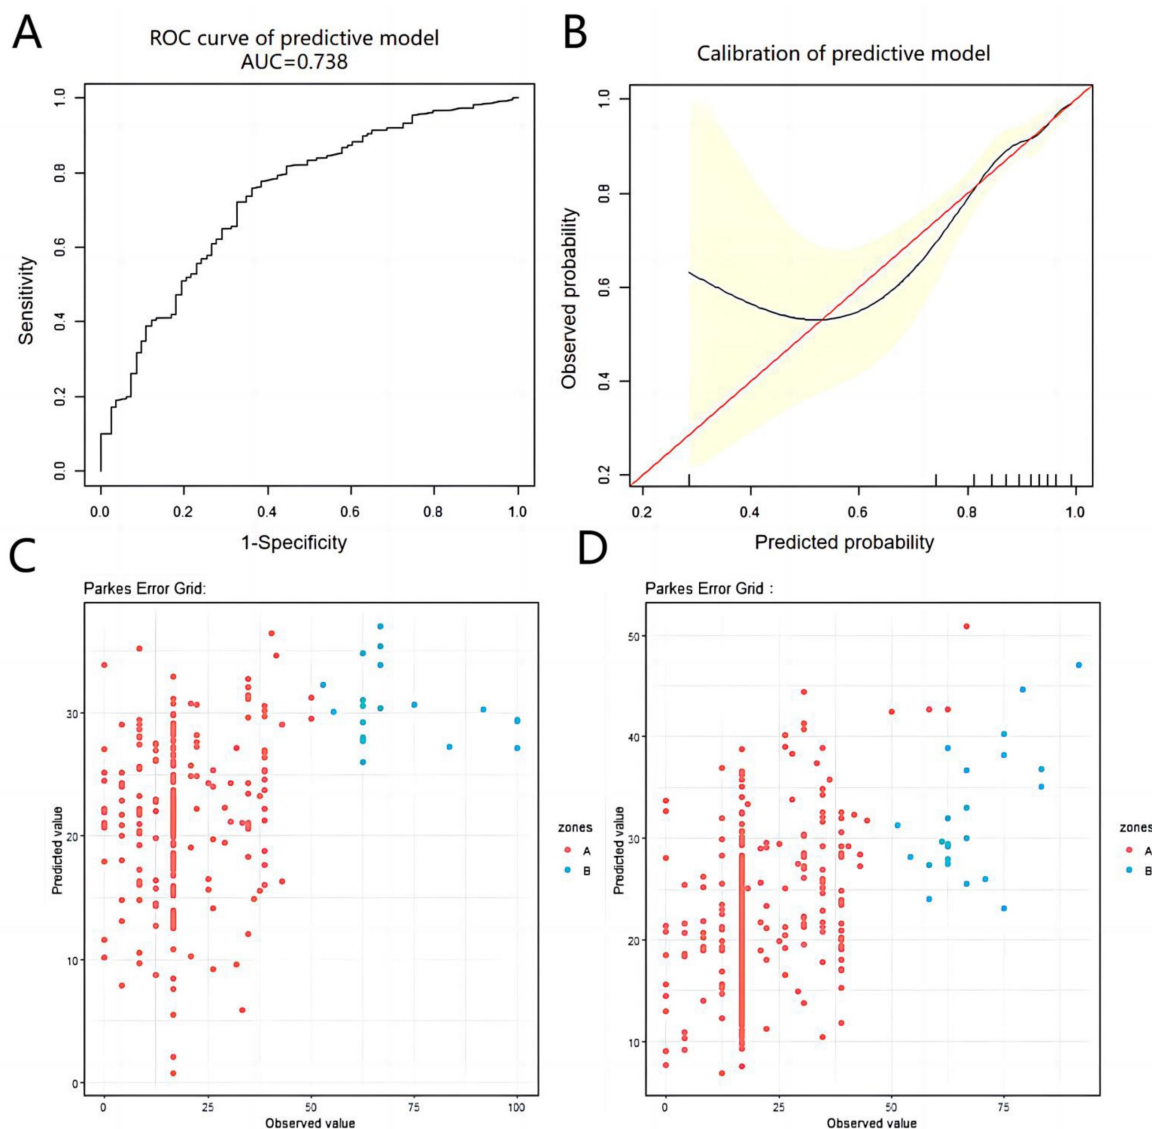 A
ROC curve of predictive model
AUC=0.738
Sensitivity
0.0
0.2
0.4
0.6
0.8
1.0
0.0
0.2
0.4
0.6
0.8
1.0
1-Specificity
B
Calibration of predictive model
Observed probability
0.2
0.4
0.6
0.8
1.0
0.2
0.4
0.6
0.8
1.0
Predicted probability
C
Parkes Error Grid:
Predicted value
30
20
10
0
0
25
50
75
100
Observed value
zones
A
B
D
Parkes Error Grid :
Predicted value
50
40
30
20
10
0
25
50
75
Observed value
zones
A
B